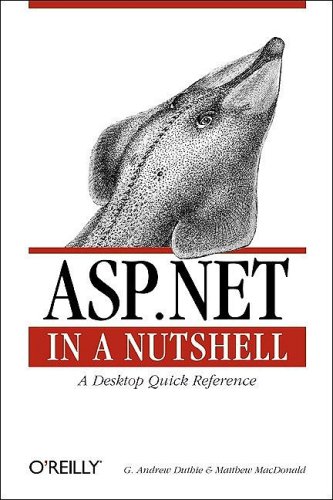 ASP.NET
IN A NUTSHELL
A Desktop Quick Reference
O'REILLY®
G. Andrew Duthie & Matthew MacDonald